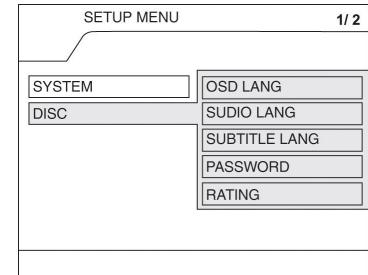 SETUP MENU
1/ 2
SYSTEM
DISC
OSD LANG
SUDIO LANG
SUBTITLE LANG
PASSWORD
RATING